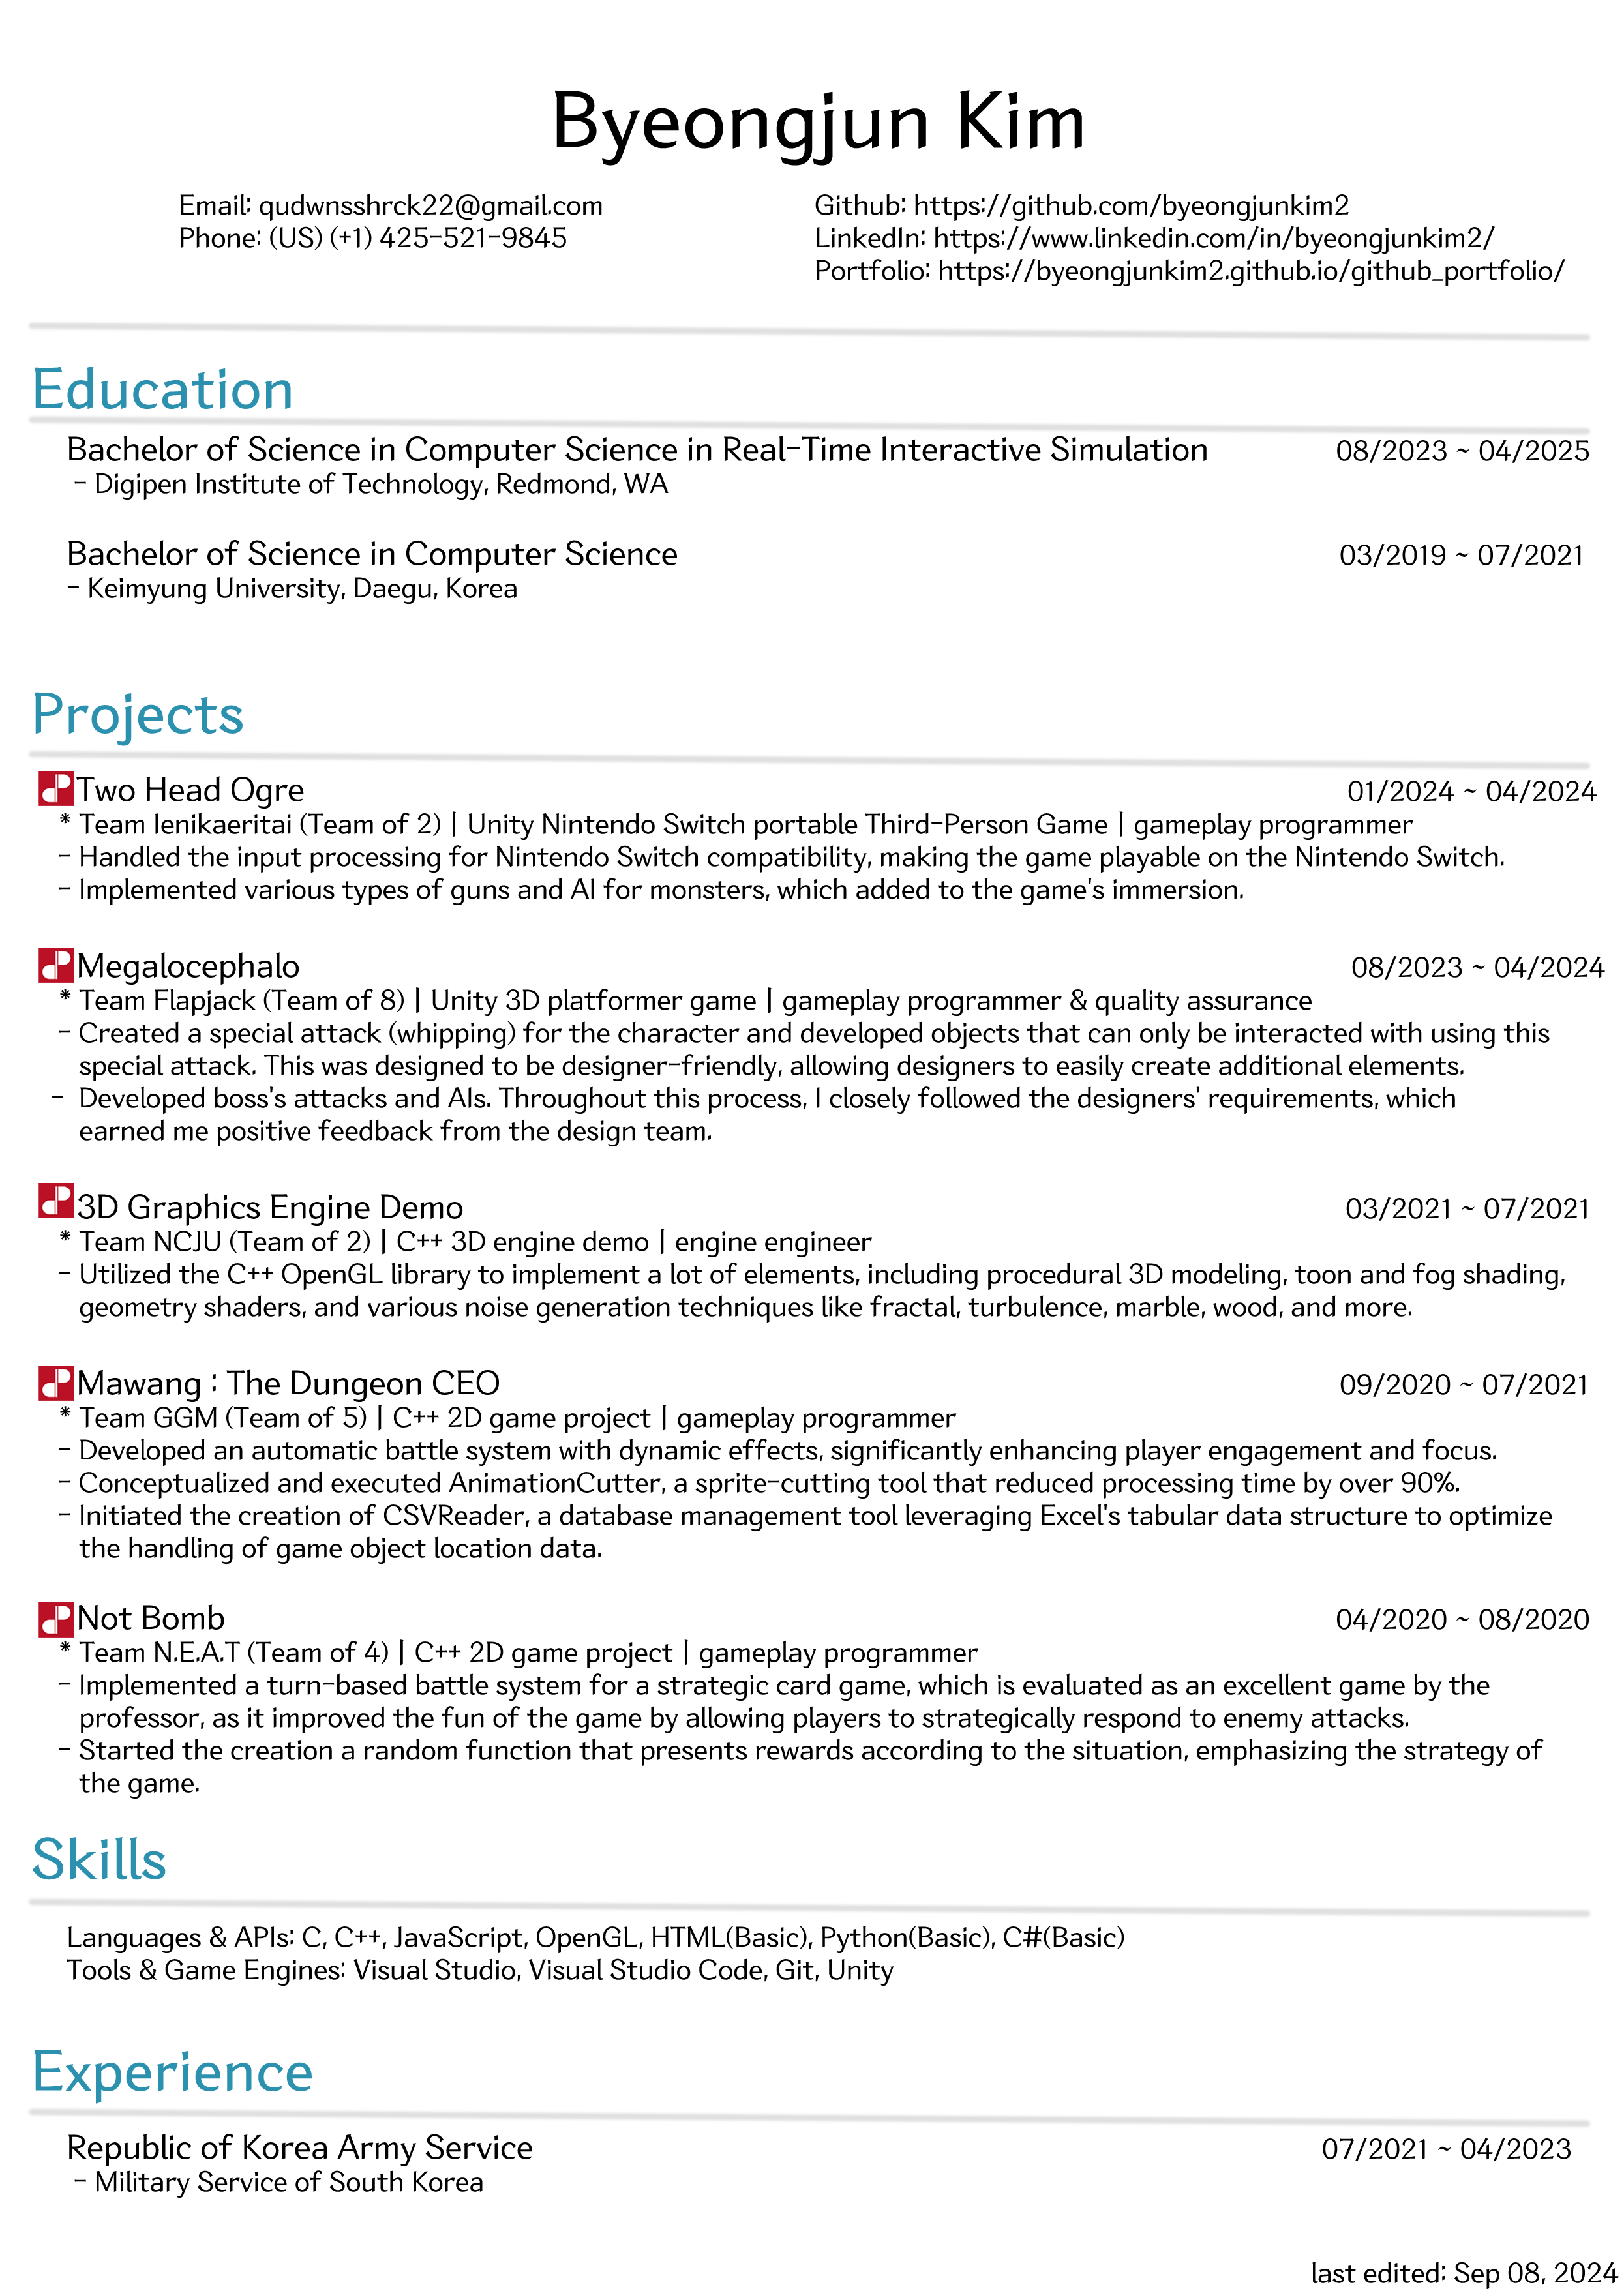 Byeongjun Kim
Email: qudwnsshrck22@gmail.com
Phone: (US) (+1) 425-521-9845
Github: https://github.com/byeongjunkim2
LinkedIn: https://www.linkedin.com/in/byeongjunkim2/
Portfolio: https://byeongjunkim2.github.io/github_portfolio/
Education
Bachelor of Science in Computer Science in Real-Time Interactive Simulation 08/2023 ~ 04/2025
- Digipen Institute of Technology, Redmond, WA
Bachelor of Science in Computer Science 03/2019 ~ 07/2021
- Keimyung University, Daegu, Korea
Projects
Two Head Ogre 01/2024 ~ 04/2024
* Team Ienikaeritai (Team of 2) | Unity Nintendo Switch portable Third-Person Game | gameplay programmer
- Handled the input processing for Nintendo Switch compatibility, making the game playable on the Nintendo Switch.
- Implemented various types of guns and AI for monsters, which added to the game's immersion.
Megalocephalo 08/2023 ~ 04/2024
* Team Flapjack (Team of 8) | Unity 3D platformer game | gameplay programmer & quality assurance
- Created a special attack (whipping) for the character and developed objects that can only be interacted with using this
special attack. This was designed to be designer-friendly, allowing designers to easily create additional elements.
- Developed boss's attacks and AIs. Throughout this process, I closely followed the designers' requirements, which
earned me positive feedback from the design team.
3D Graphics Engine Demo 03/2021 ~ 07/2021
* Team NCJU (Team of 2) | C++ 3D engine demo | engine engineer
- Utilized the C++ OpenGL library to implement a lot of elements, including procedural 3D modeling, toon and fog shading,
geometry shaders, and various noise generation techniques like fractal, turbulence, marble, wood, and more.
Mawang : The Dungeon CEO 09/2020 ~ 07/2021
* Team GGM (Team of 5) | C++ 2D game project | gameplay programmer
- Developed an automatic battle system with dynamic effects, significantly enhancing player engagement and focus.
- Conceptualized and executed AnimationCutter, a sprite-cutting tool that reduced processing time by over 90%.
- Initiated the creation of CSVReader, a database management tool leveraging Excel's tabular data structure to optimize
the handling of game object location data.
Not Bomb 04/2020 ~ 08/2020
* Team N.E.A.T (Team of 4) | C++ 2D game project | gameplay programmer
- Implemented a turn-based battle system for a strategic card game, which is evaluated as an excellent game by the
professor, as it improved the fun of the game by allowing players to strategically respond to enemy attacks.
- Started the creation a random function that presents rewards according to the situation, emphasizing the strategy of
the game.
Skills
Languages & APIs: C, C++, JavaScript, OpenGL, HTML(Basic), Python(Basic), C#(Basic)
Tools & Game Engines: Visual Studio, Visual Studio Code, Git, Unity
Experience
Republic of Korea Army Service 07/2021 ~ 04/2023
- Military Service of South Korea
last edited: Sep 08, 2024